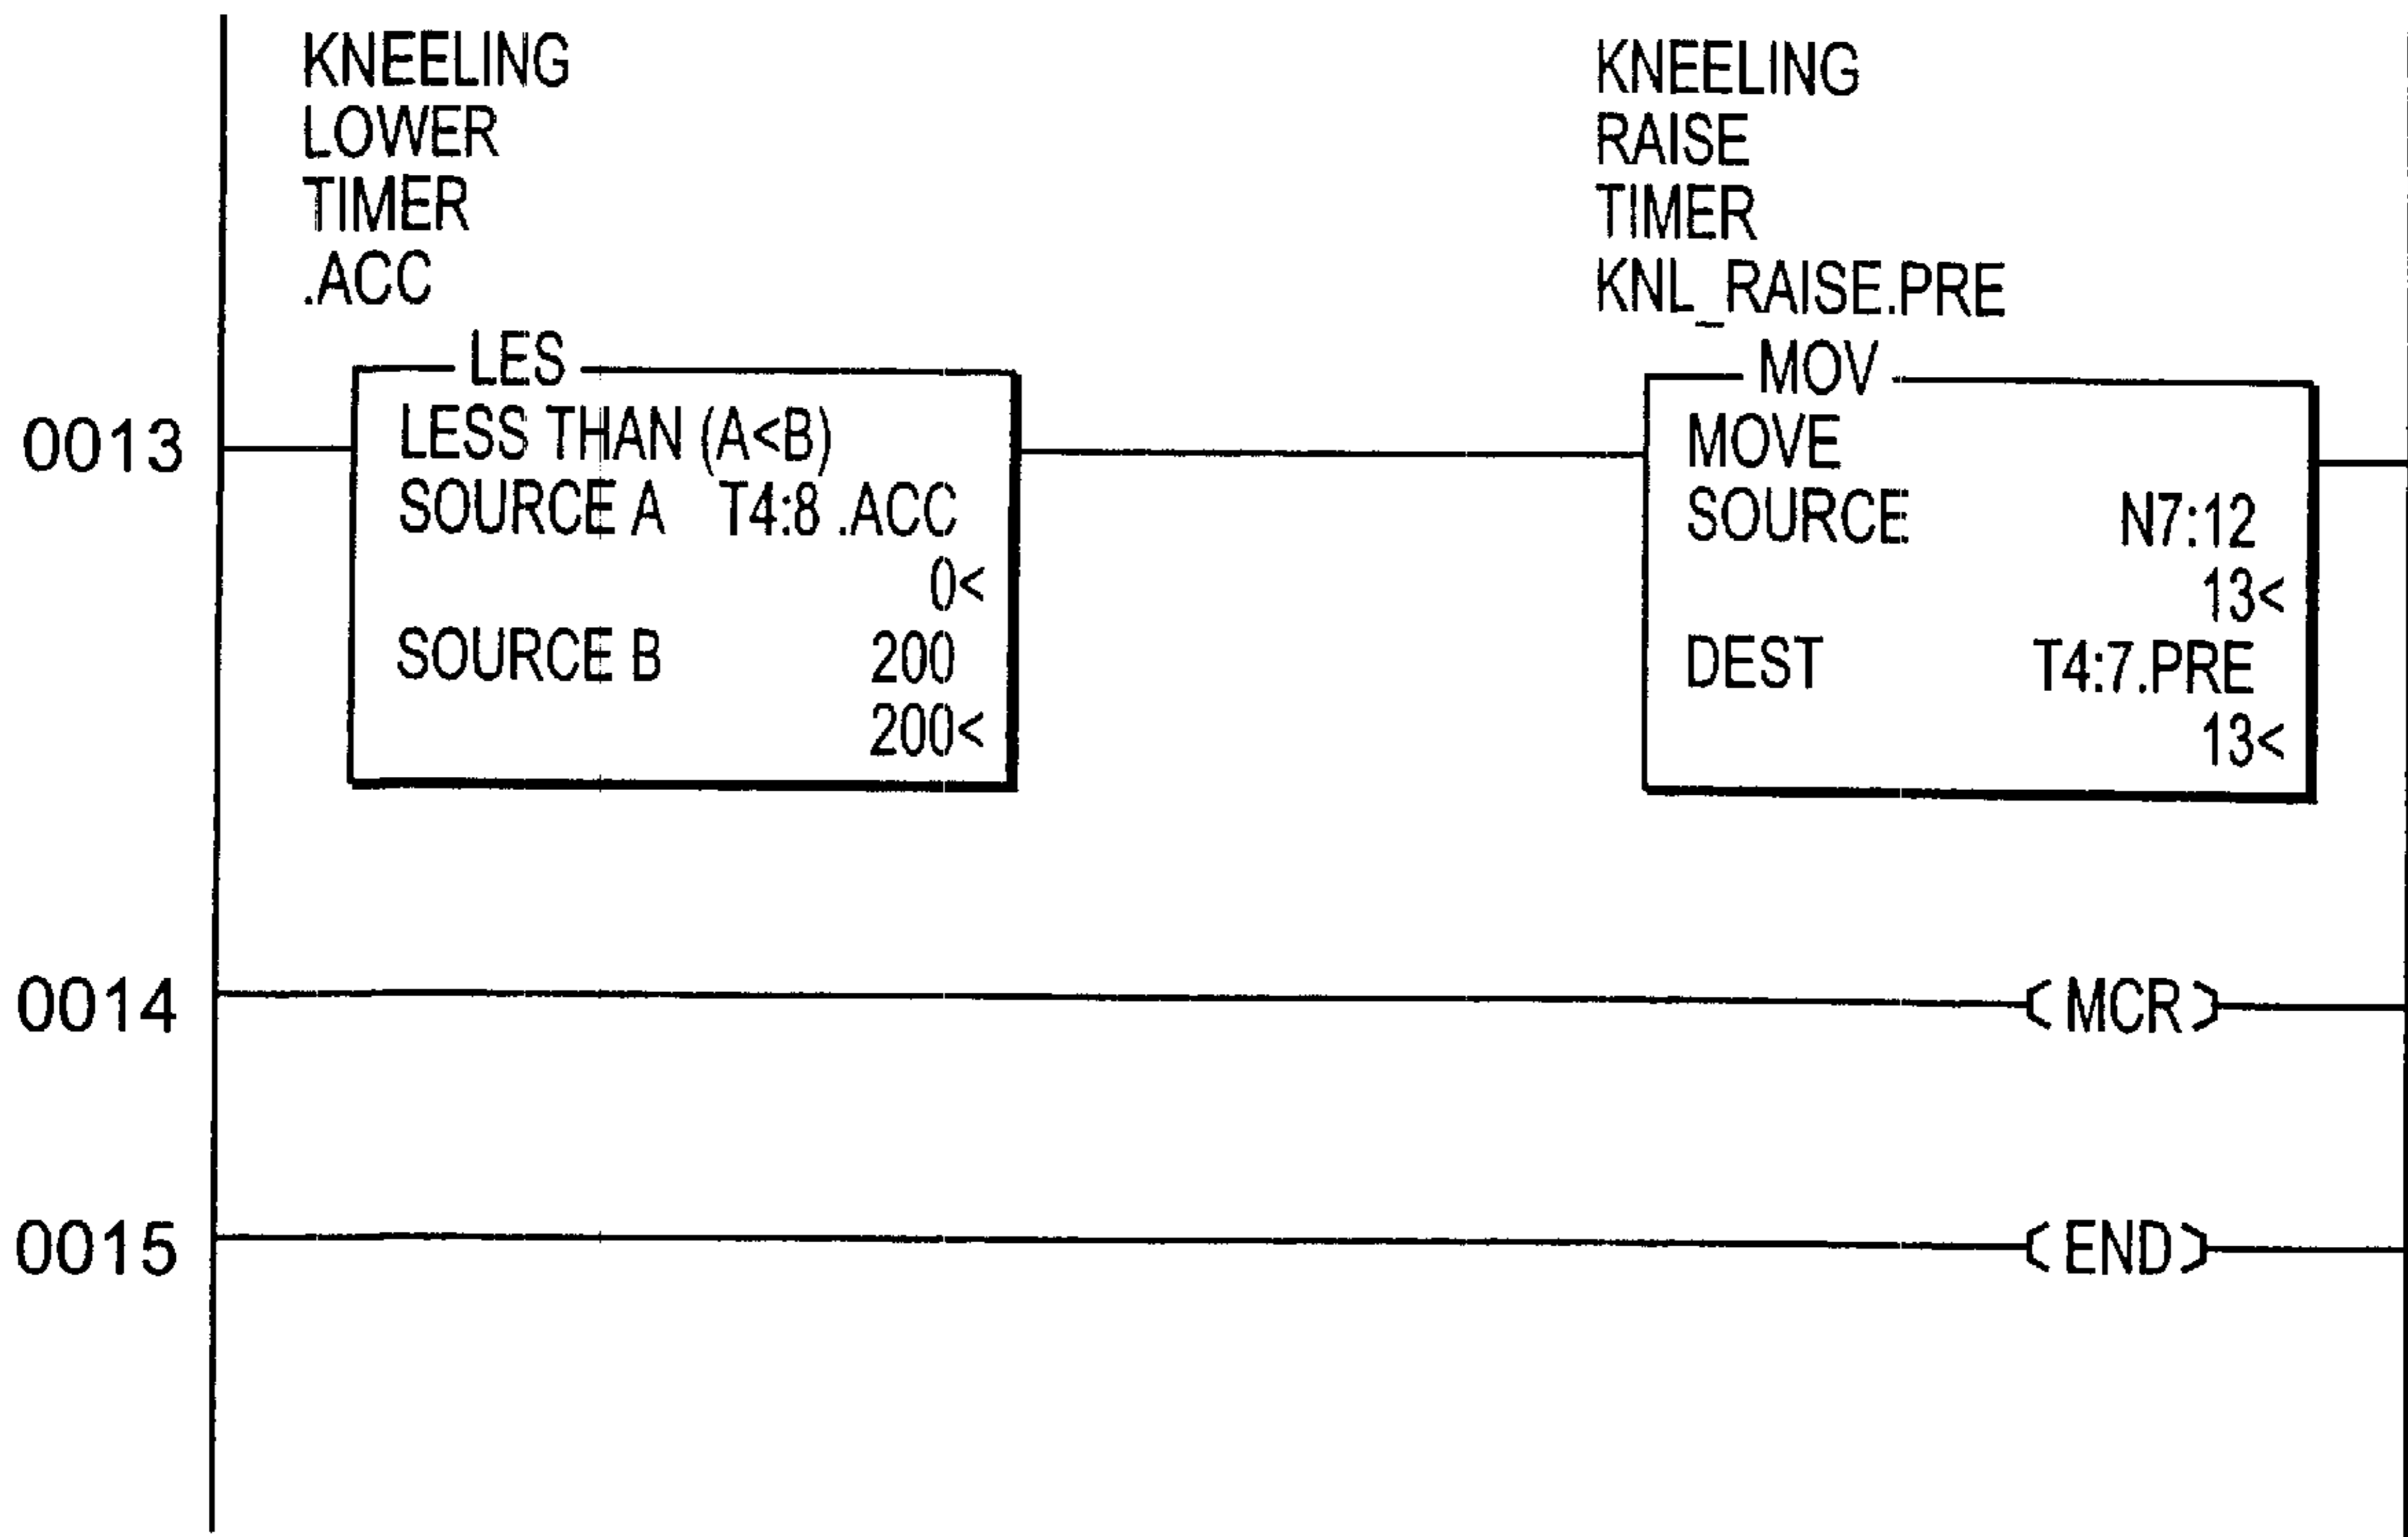 KNEELING
LOWER
TIMER
.ACC
KNEELING
RAISE
TIMER
KNL_RAISE.PRE
0013
LES
LESS THAN (A<B)
SOURCE A T4:8 .ACC
0<
SOURCE B 200
200<
MOV
MOVE
SOURCE N7:12
13<
DEST T4:7.PRE
13<
0014
(MCR)
0015
(END)